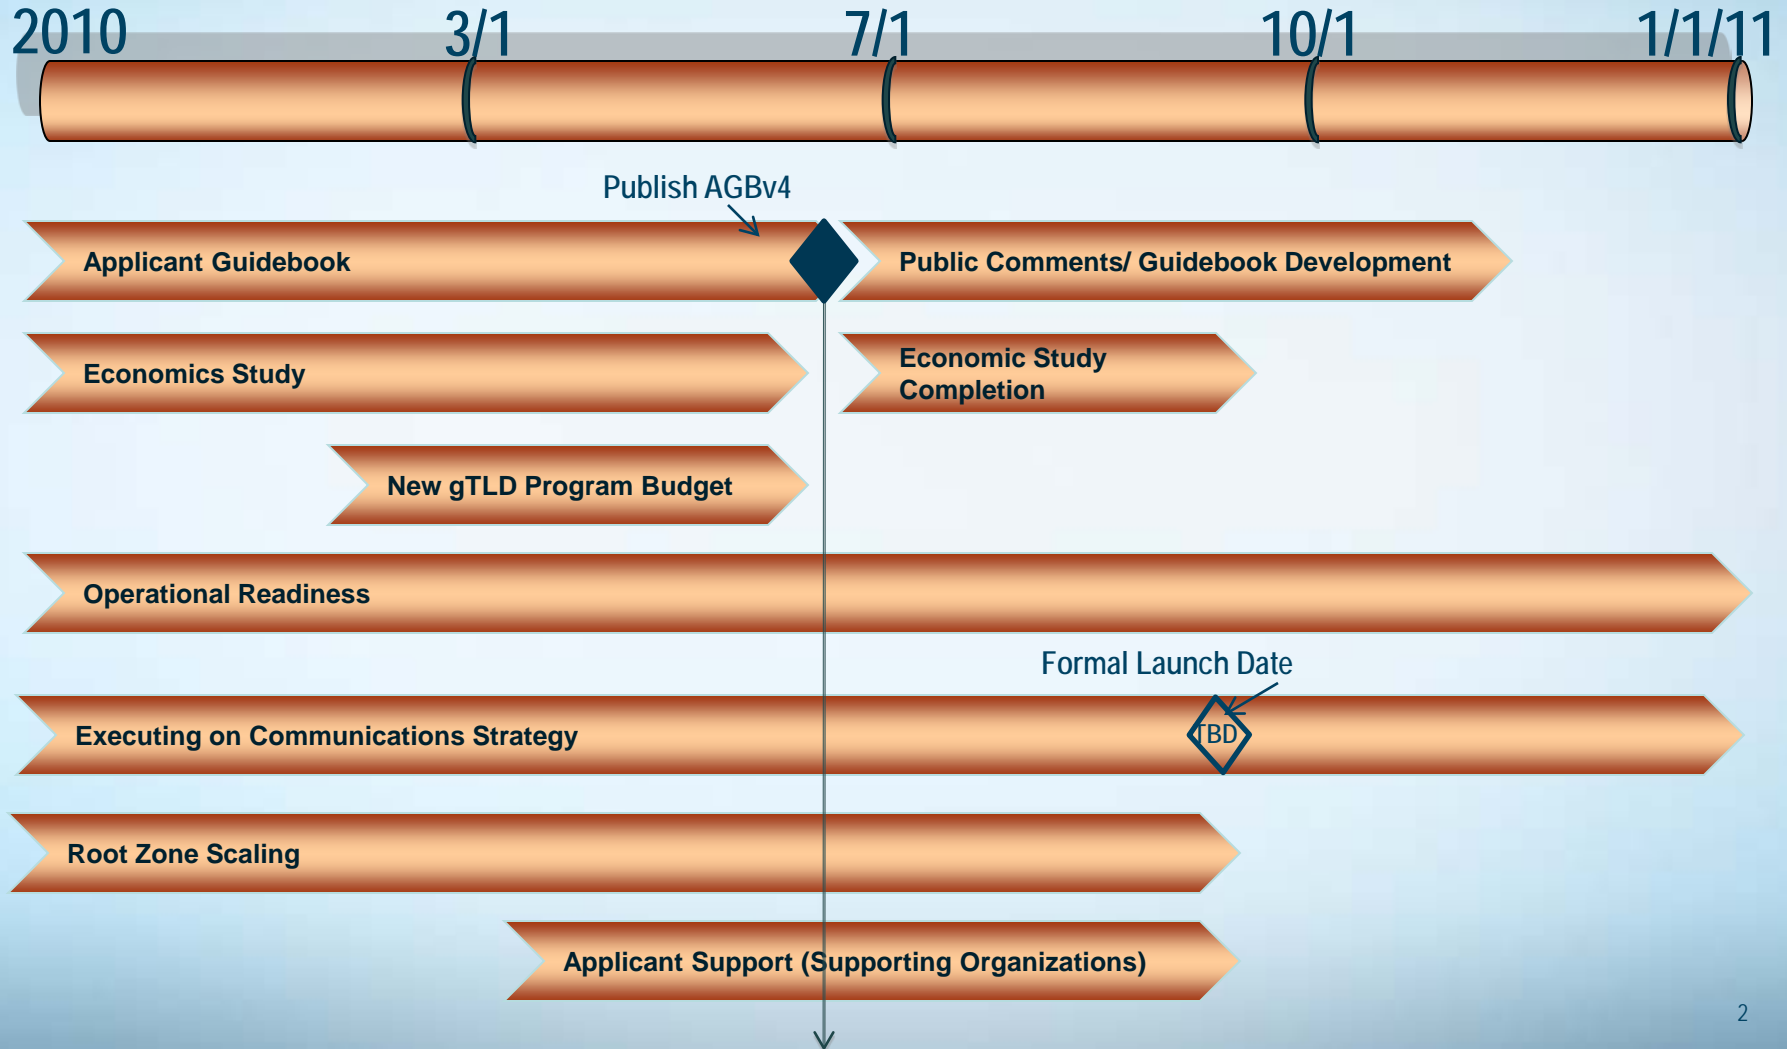 2010 3/1 7/1 10/1 1/1/11
Publish AGBv4
Applicant Guidebook
Public Comments/ Guidebook Development
Economics Study
Economic Study
Completion
New gTLD Program Budget
Operational Readiness
Formal Launch Date
Executing on Communications Strategy
TBD
Root Zone Scaling
Applicant Support (Supporting Organizations)
2